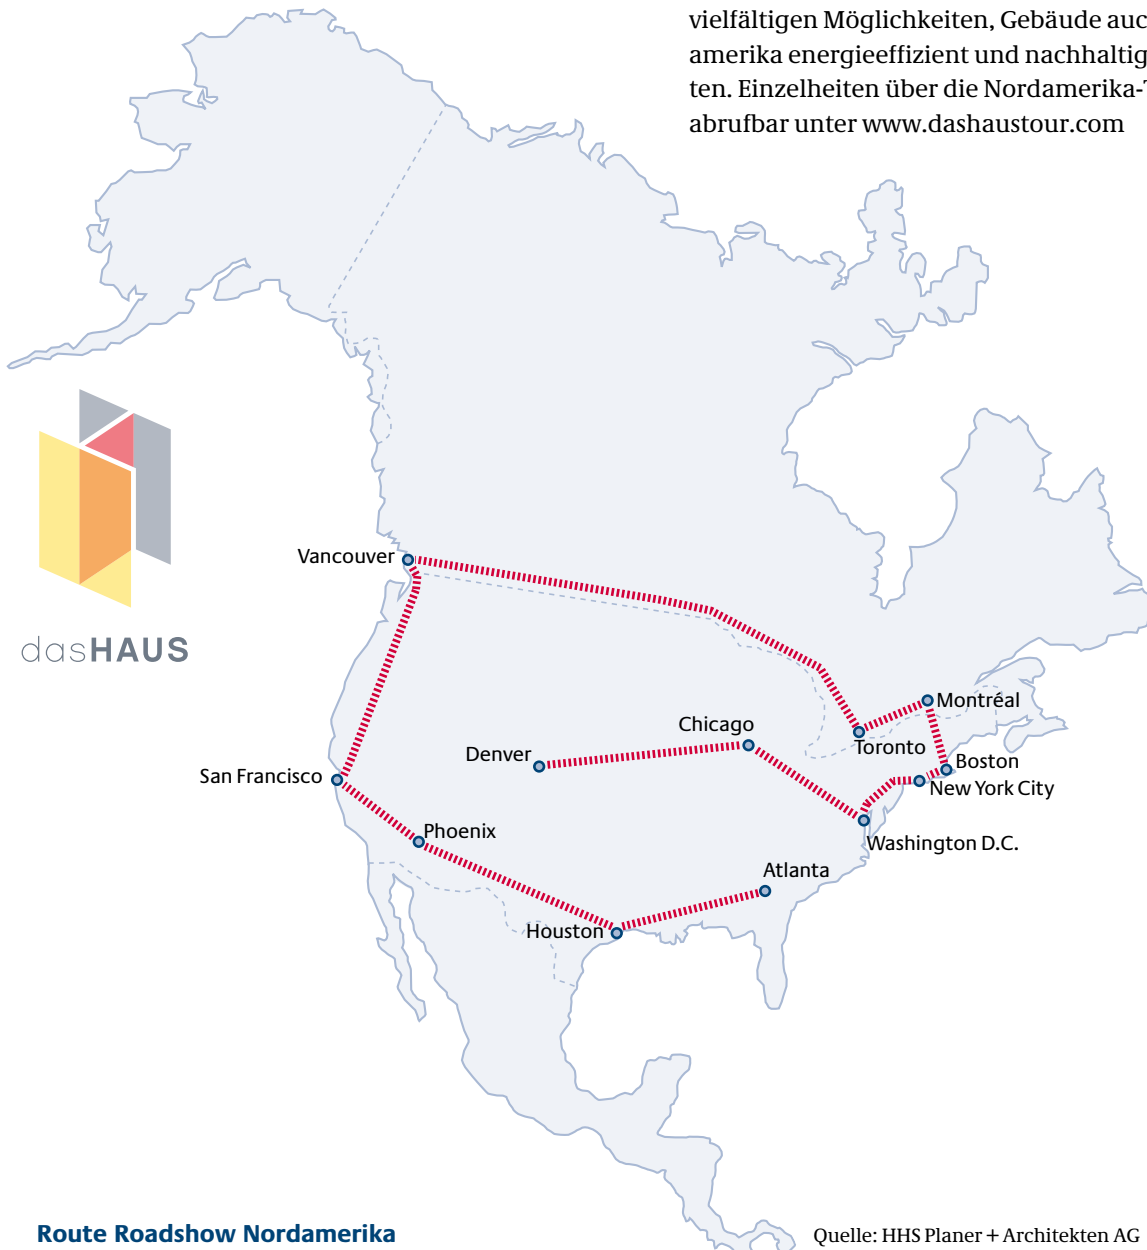 vielfältigen Möglichkeiten, Gebäude auc
amerika energieeffizient und nachhaltig
ten. Einzelheiten über die Nordamerika-
abrufbar unter www.dashaustour.com
dasHAUS
Vancouver
Montréal
Chicago
Toronto
Denver
Boston
San Francisco
New York City
Phoenix
Washington D.C.
Atlanta
Houston
Route Roadshow Nordamerika
Quelle: HHS Planer + Architekten AG